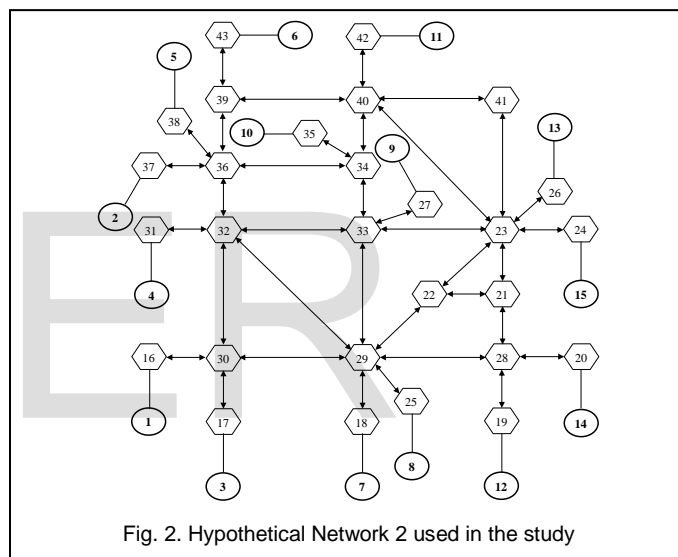 43 6 42 11
5
39 40 41
38 10 35 9 13
37 36 34
27 26
2 31 32 33 23 24
4 22 21 15
16 30 29 28 20
1 17 18 25 19 14
3 7 8 12
ER
Fig. 2. Hypothetical Network 2 used in the study